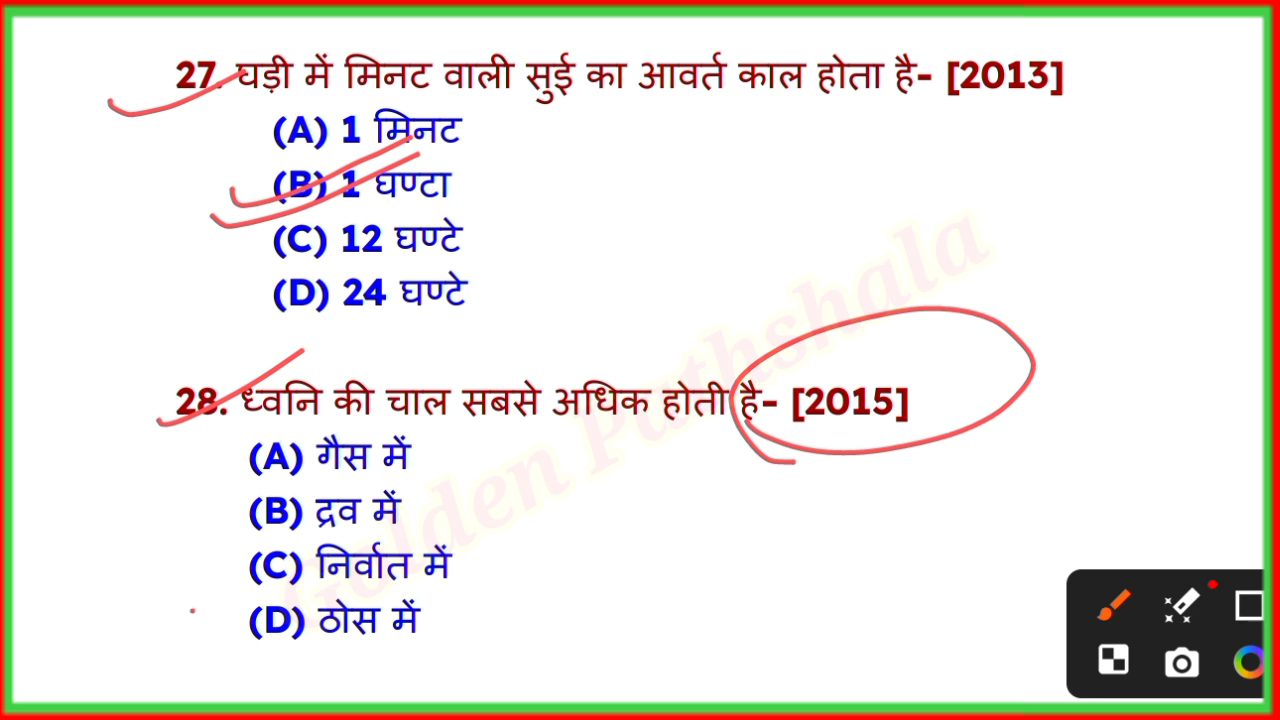 27. घड़ी में मिनट वाली सुई का आवर्त काल होता है- [2013]
(A) 1 मिनट
(B) 1 घण्टा
(C) 12 घण्टे
(D) 24 घण्टे
28. ध्वनि की चाल सबसे अधिक होती है- [2015]
(A) गैस में
(B) द्रव में
(C) निर्वात में
(D) ठोस में
Golden Pathshala